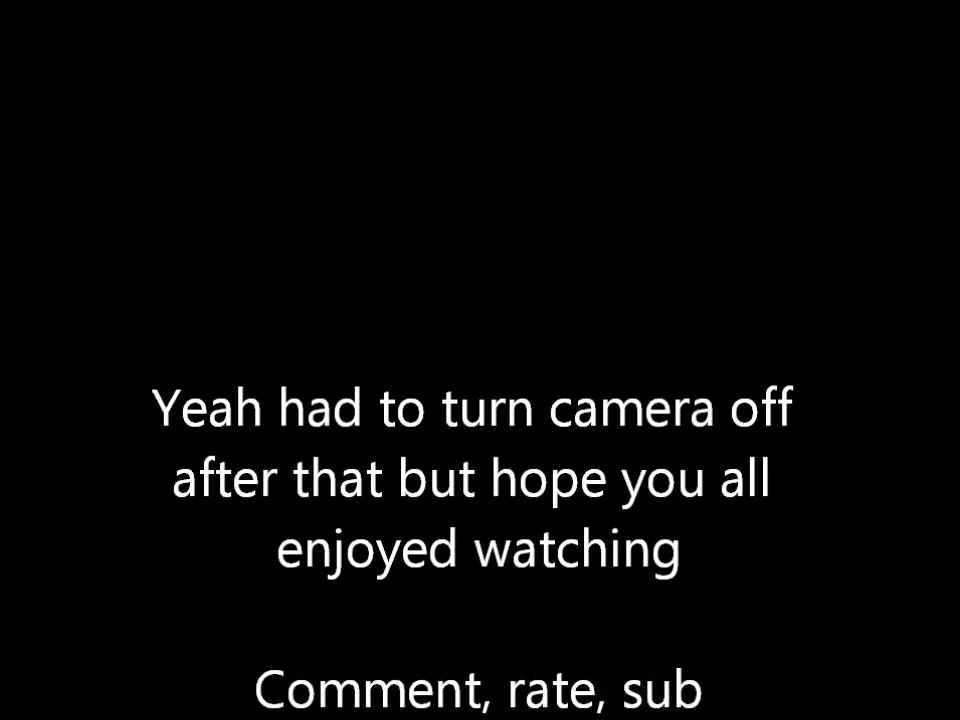 Yeah had to turn camera off
after that but hope you all
enjoyed watching
Comment, rate, sub